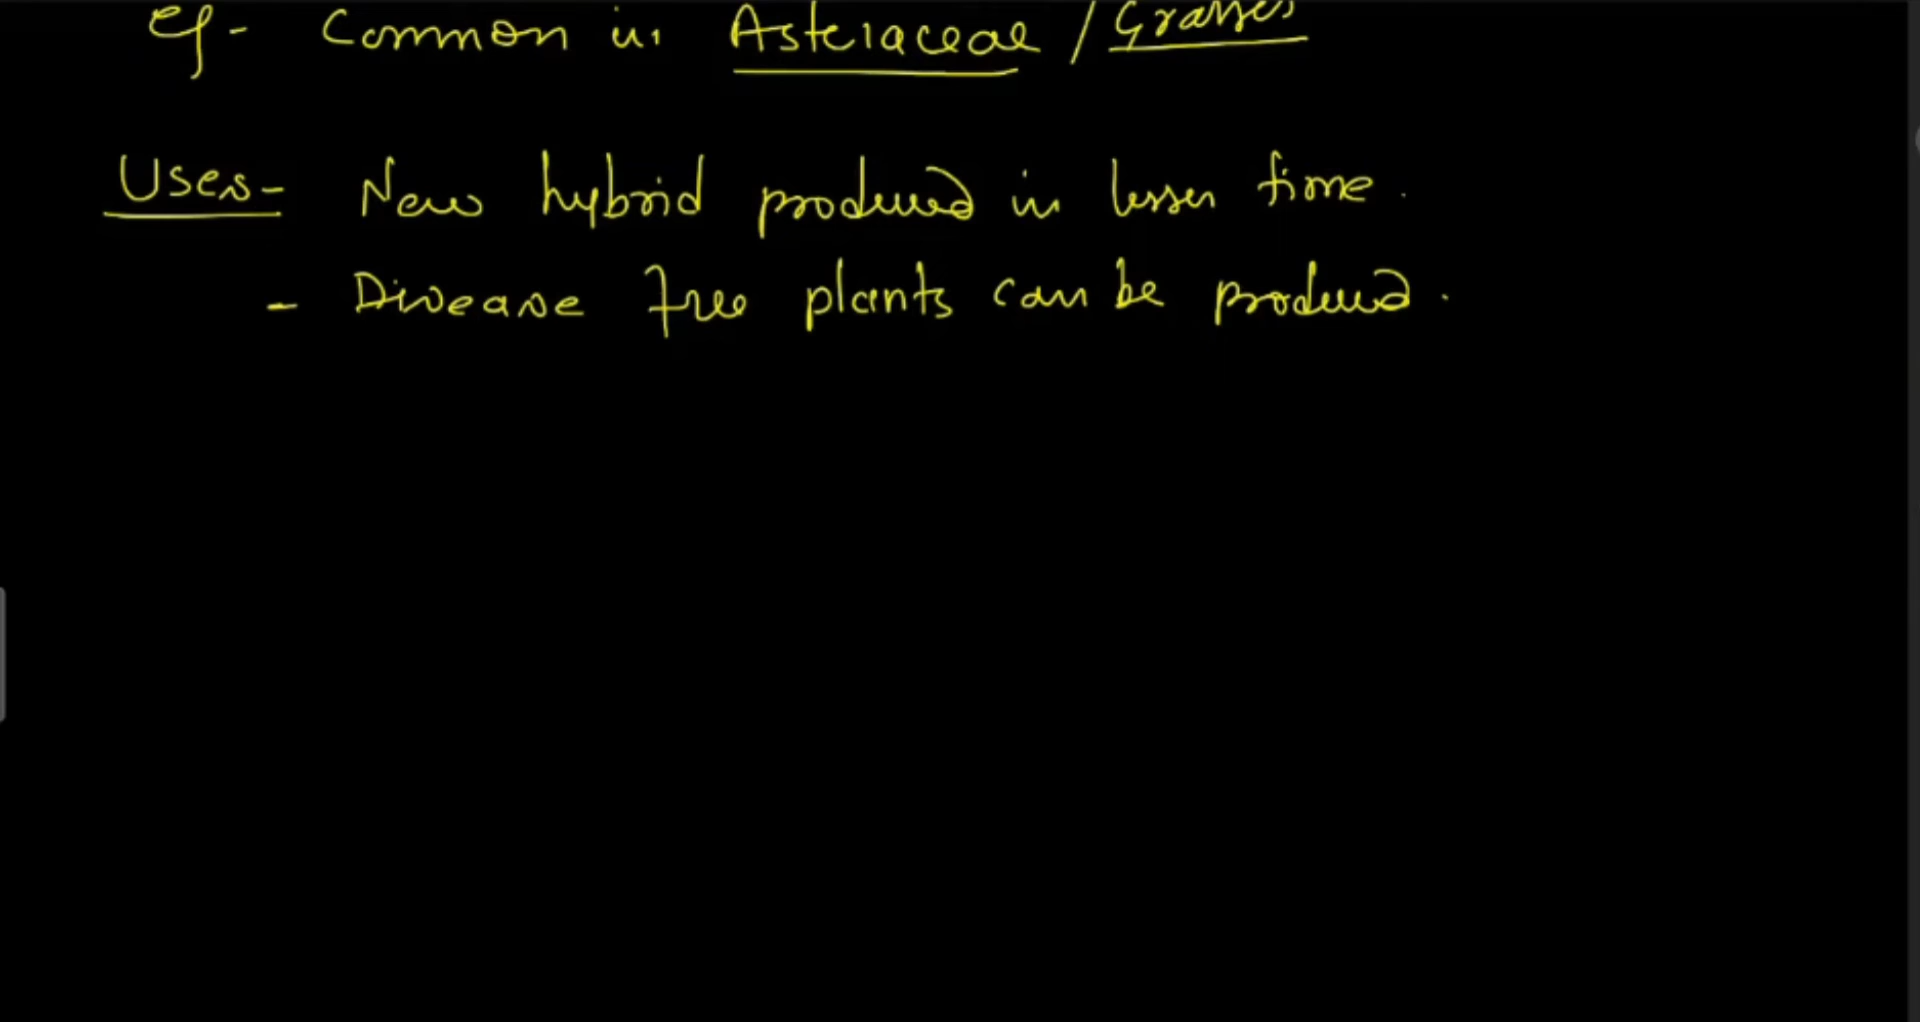 eg- Common in Asteraceae / Grasses
Uses- New hybrid produced in lesser time.
- Disease free plants can be produced.